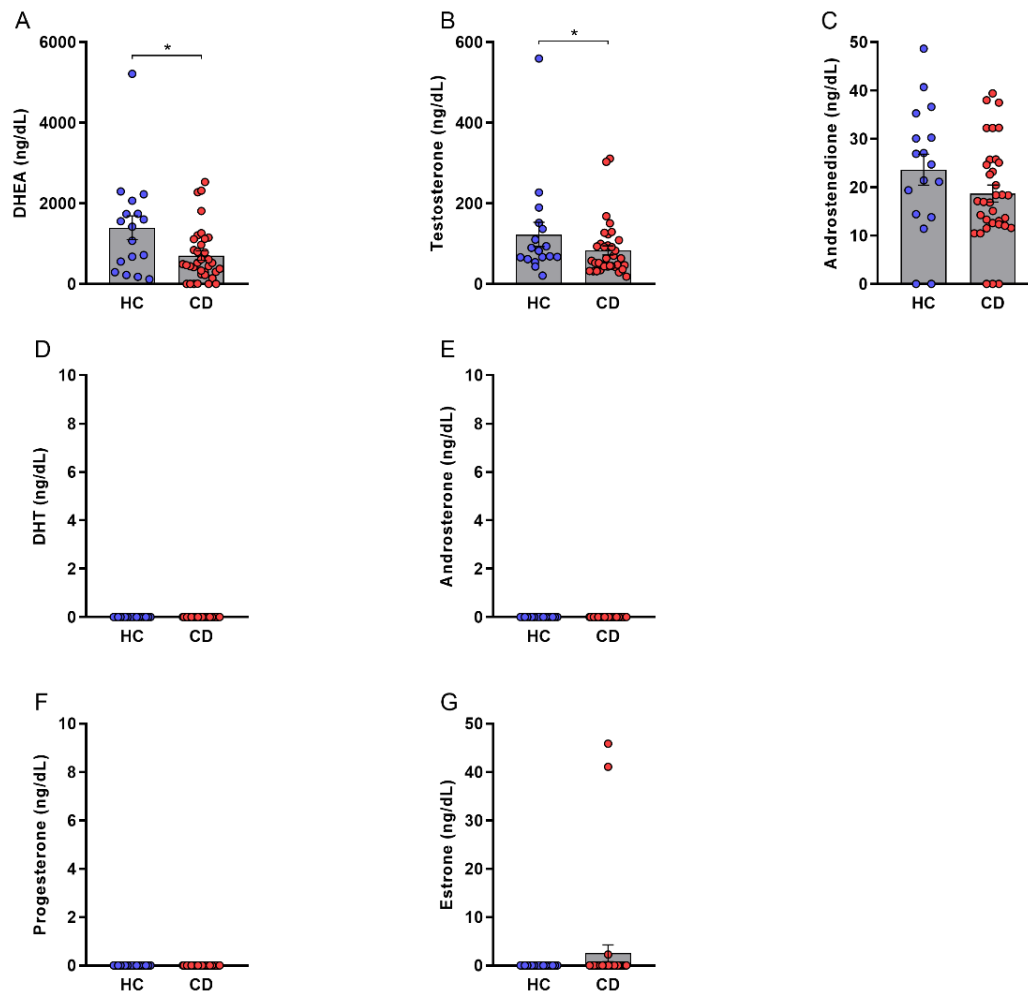 A
DHEA (ng/dL)
6000
4000
2000
0
*
HC
CD
B
Testosterone (ng/dL)
600
400
200
0
*
HC
CD
C
Androstenedione (ng/dL)
50
40
30
20
10
0
HC
CD
D
DHT (ng/dL)
10
8
6
4
2
0
HC
CD
E
Androsterone (ng/dL)
10
8
6
4
2
0
HC
CD
F
Progesterone (ng/dL)
10
8
6
4
2
0
HC
CD
G
Estrone (ng/dL)
50
40
30
20
10
0
HC
CD